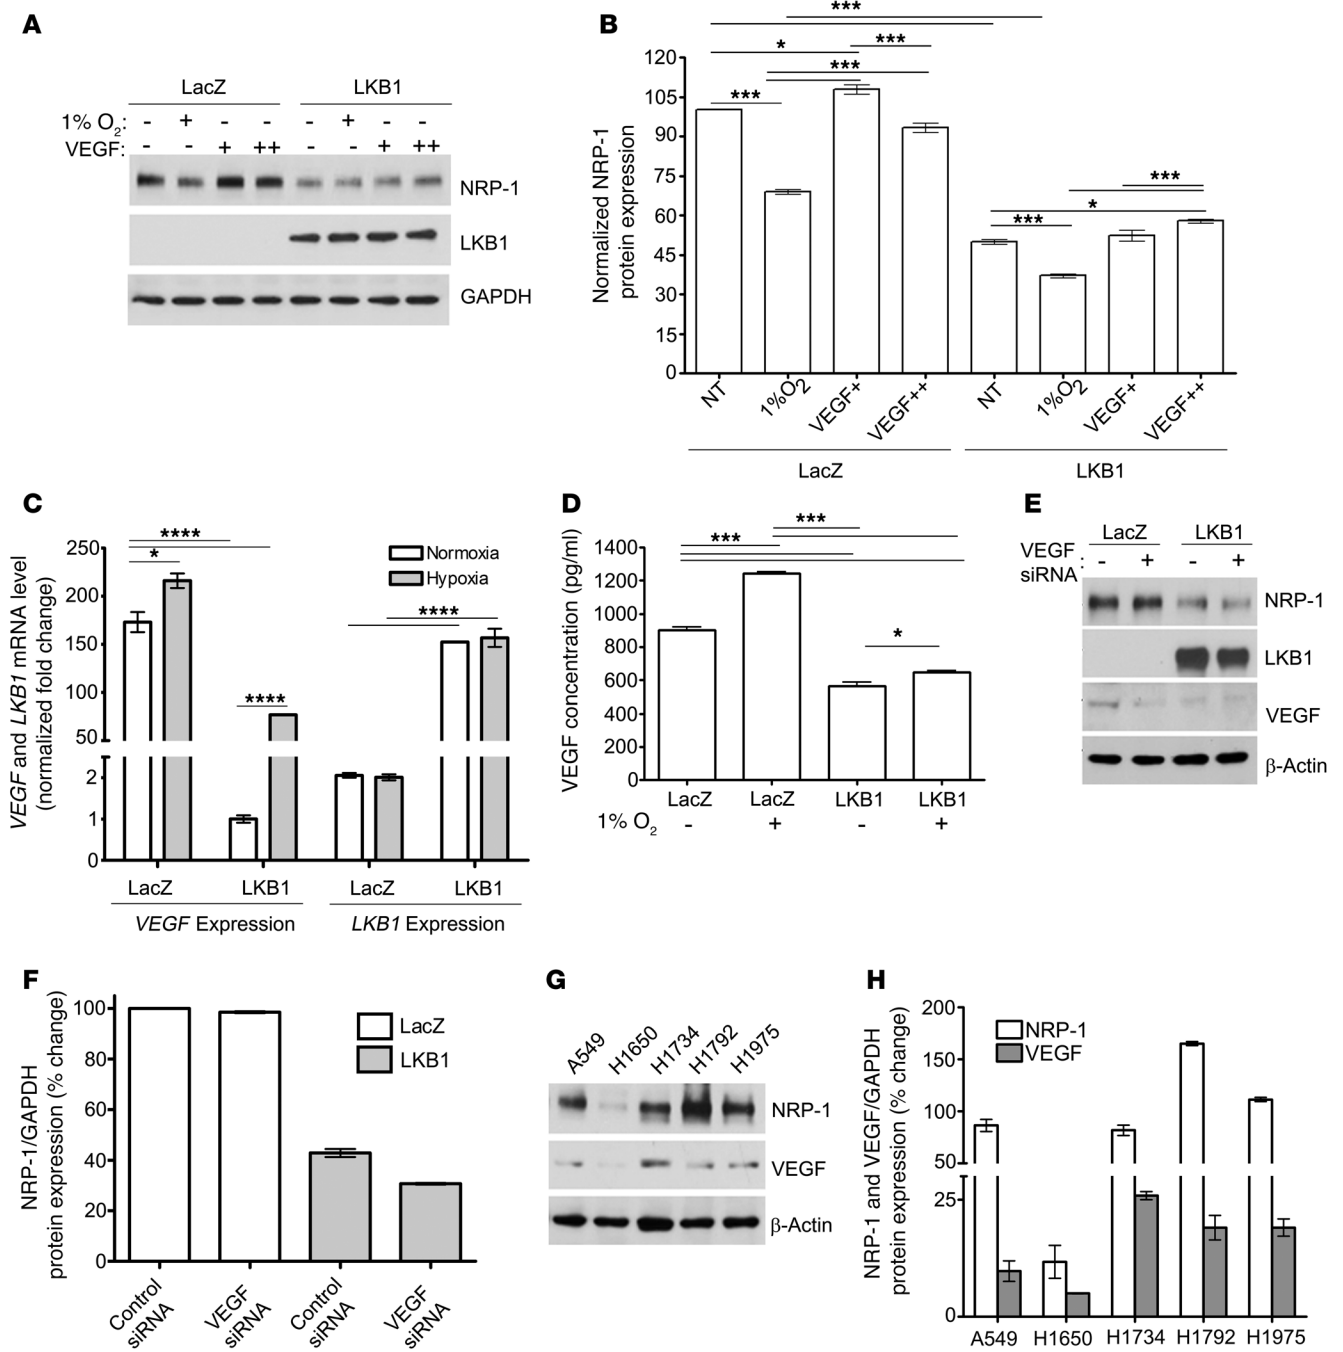 A
LacZ LKB1
1% O2: - + - - - + - -
VEGF: - - + ++ - - + ++
NRP-1
LKB1
GAPDH
B
***
* ***
***
***
***
*
***
Normalized NRP-1
protein expression
120
105
90
75
60
45
30
15
0
NT 1%O2 VEGF+ VEGF++ NT 1%O2 VEGF+ VEGF++
LacZ LKB1
C
****
*
****
****
Normoxia
Hypoxia
VEGF and LKB1 mRNA level
(normalized fold change)
250
200
150
100
50
2
1
0
LacZ LKB1 LacZ LKB1
VEGF Expression LKB1 Expression
D
***
***
*
VEGF concentration (pg/ml)
1400
1200
1000
800
600
400
200
0
LacZ LacZ LKB1 LKB1
1% O2 - + - +
E
LacZ LKB1
VEGF
siRNA : - + - +
NRP-1
LKB1
VEGF
β-Actin
F
NRP-1/GAPDH
protein expression (% change)
100
80
60
40
20
0
LacZ
LKB1
Control
siRNA
VEGF
siRNA
Control
siRNA
VEGF
siRNA
G
A549 H1650 H1734 H1792 H1975
NRP-1
VEGF
β-Actin
H
NRP-1 and VEGF/GAPDH
protein expression (% change)
200
150
100
50
25
0
NRP-1
VEGF
A549 H1650 H1734 H1792 H1975